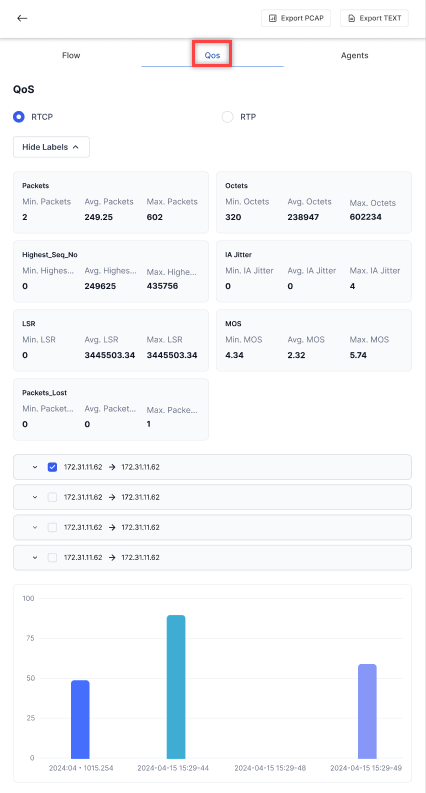 Export PCAP Export TEXT
Flow Qos Agents
QoS
RTCP RTP
Hide Labels
Packets Octets
Min. Packets Avg. Packets Max. Packets Min. Octets Avg. Octets Max. Octets
2 249.25 602 320 238947 602234
Highest_Seq_No IA Jitter
Min. Highes... Avg. Highes... Max. Highe... Min. IA Jitter Avg. IA Jitter Max. IA Jitter
0 249625 435756 0 0 4
LSR MOS
Min. LSR Avg. LSR Max. LSR Min. MOS Avg. MOS Max. MOS
0 3445503.34 3445503.34 4.34 2.32 5.74
Packets_Lost
Min. Packet... Avg. Packet... Max. Packe...
0 0 1
172.31.11.62 → 172.31.11.62
172.31.11.62 → 172.31.11.62
172.31.11.62 → 172.31.11.62
172.31.11.62 → 172.31.11.62
100
75
50
25
0
2024:04 • 1015.254 2024-04-15 15:29-44 2024-04-15 15:29-48 2024-04-15 15:29-49